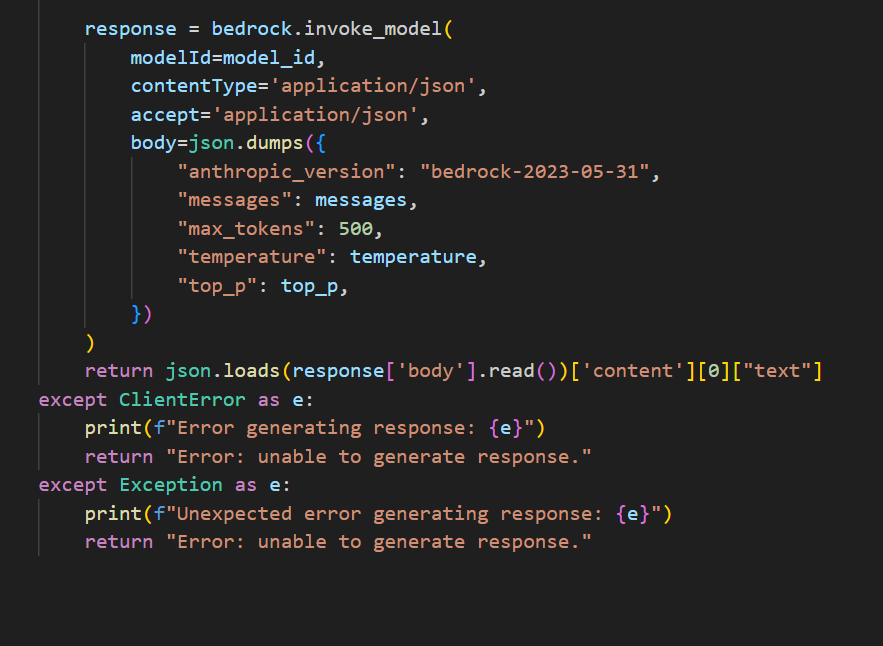 response = bedrock.invoke_model(
modelId=model_id,
contentType='application/json',
accept='application/json',
body=json.dumps({
"anthropic_version": "bedrock-2023-05-31",
"messages": messages,
"max_tokens": 500,
"temperature": temperature,
"top_p": top_p,
})
)
return json.loads(response['body'].read())['content'][0]["text"]
except ClientError as e:
print(f"Error generating response: {e}")
return "Error: unable to generate response."
except Exception as e:
print(f"Unexpected error generating response: {e}")
return "Error: unable to generate response."